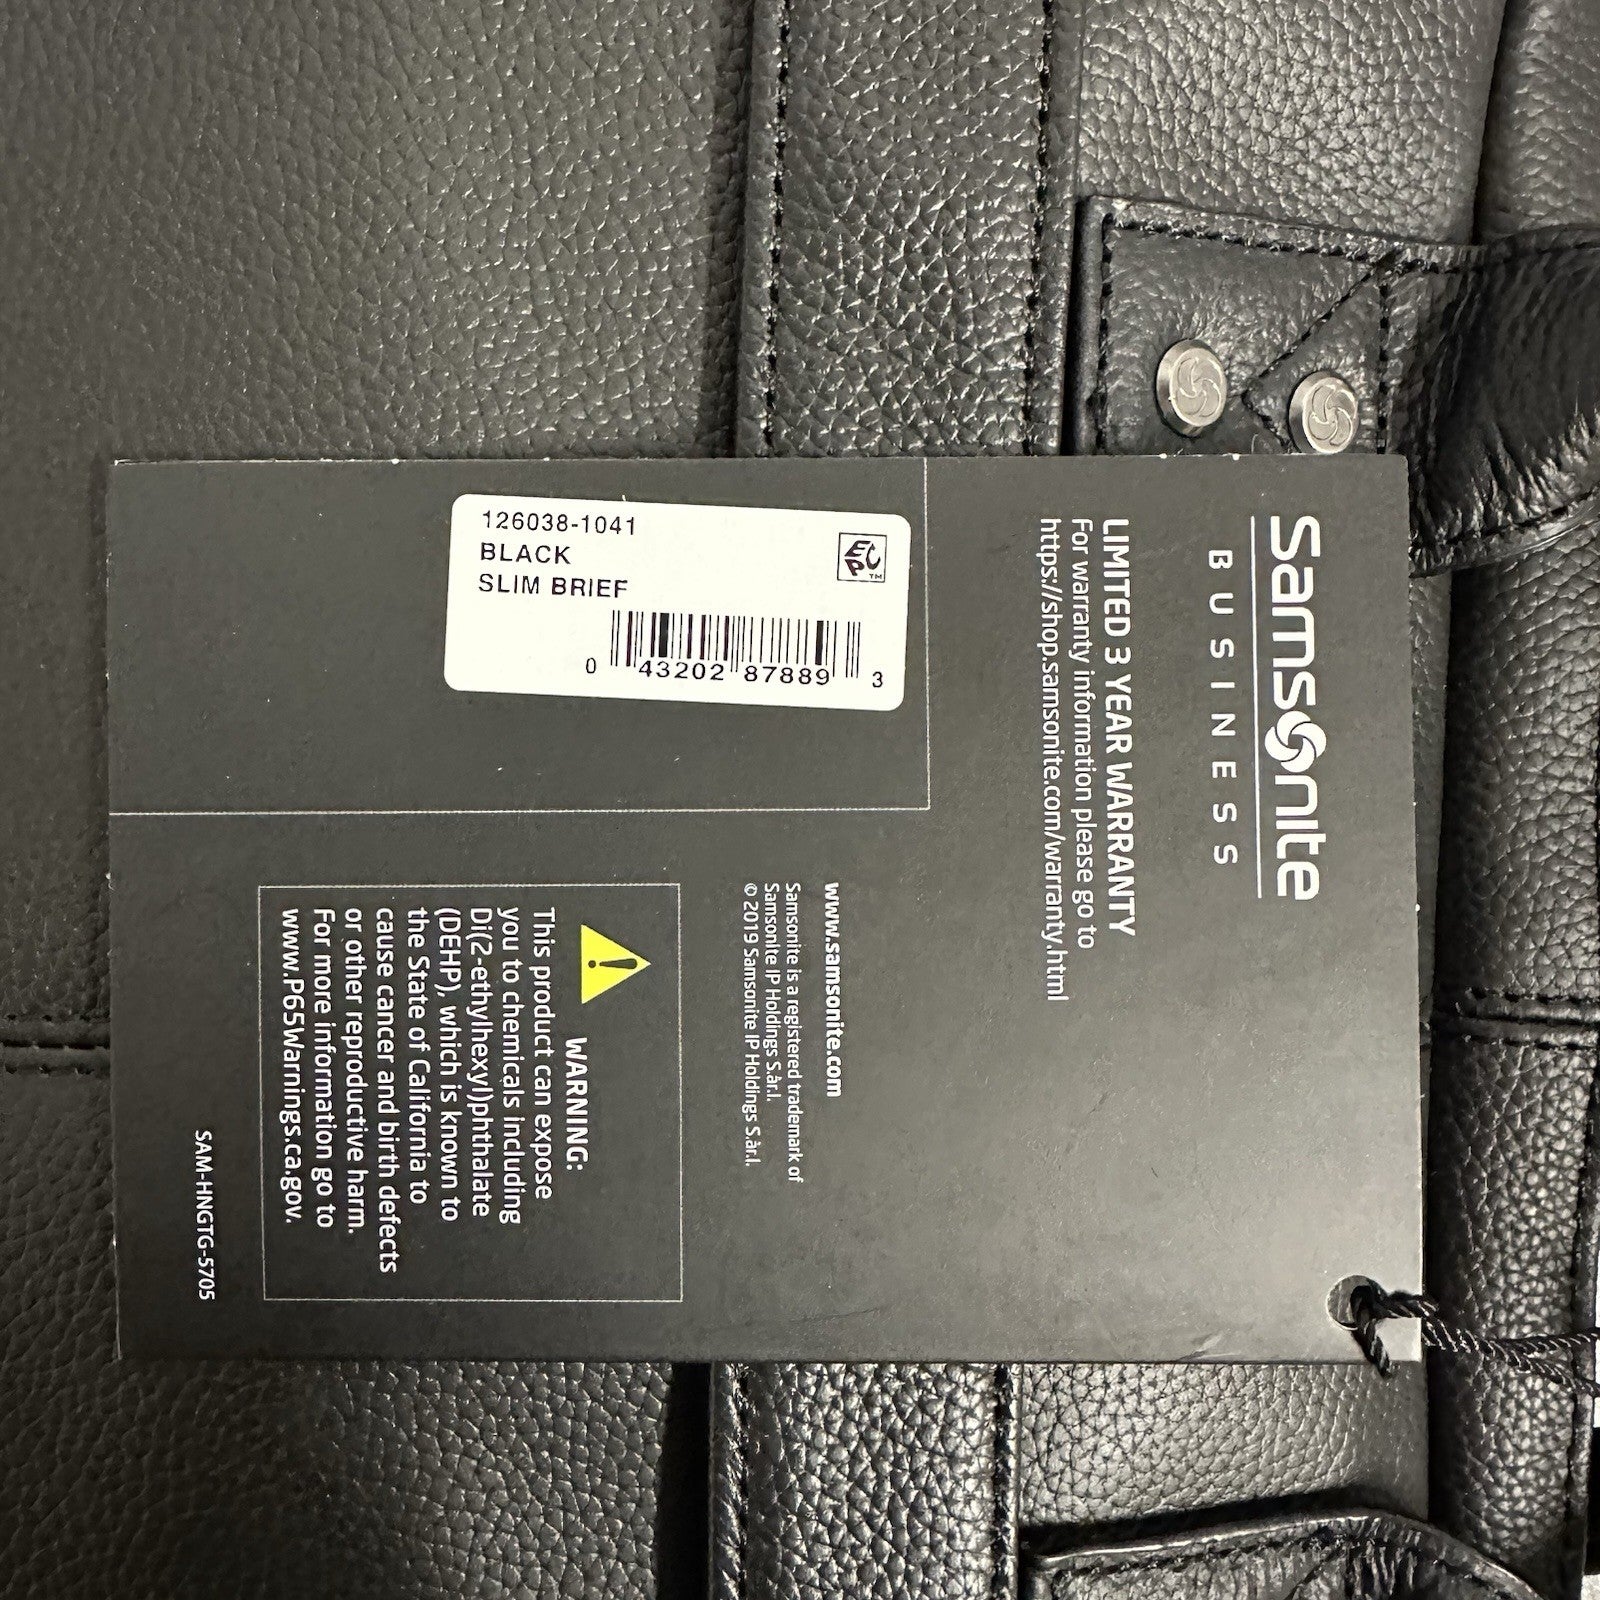 Samsonite
BUSINESS
LIMITED 3 YEAR WARRANTY
For warranty information please go to
https://shop.samsonite.com/warranty.html
126038-1041
BLACK
SLIM BRIEF
ECP™
0 43202 87889 3
www.samsonite.com
Samsonite is a registered trademark of
Samsonite IP Holdings S.àr.l.
© 2019 Samsonite IP Holdings S.àr.l.
WARNING:
This product can expose
you to chemicals including
Di(2-ethylhexyl)phthalate
(DEHP), which is known to
the State of California to
cause cancer and birth defects
or other reproductive harm.
For more information go to
www.P65Warnings.ca.gov.
SAM-HNGTG-5705